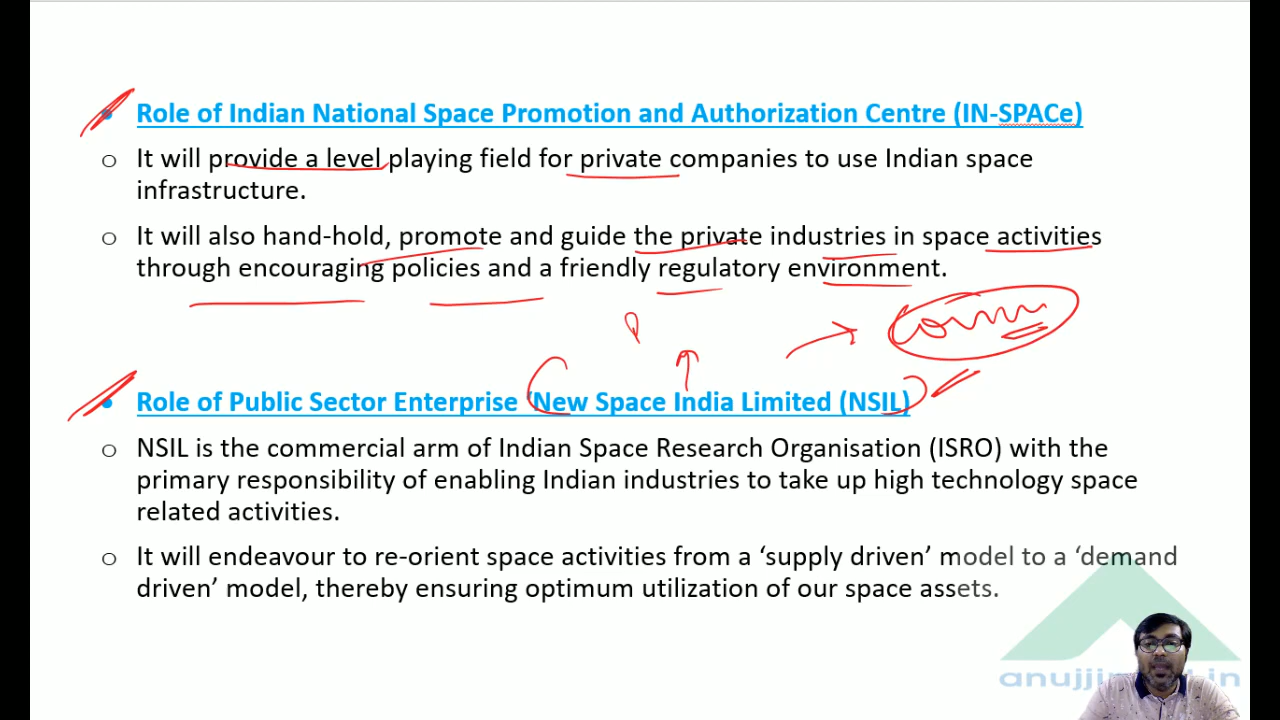 Role of Indian National Space Promotion and Authorization Centre (IN-SPACe)
It will provide a level playing field for private companies to use Indian space
infrastructure.
It will also hand-hold, promote and guide the private industries in space activities
through encouraging policies and a friendly regulatory environment.
Role of Public Sector Enterprise ‘New Space India Limited (NSIL)
NSIL is the commercial arm of Indian Space Research Organisation (ISRO) with the
primary responsibility of enabling Indian industries to take up high technology space
related activities.
It will endeavour to re-orient space activities from a ‘supply driven’ model to a ‘demand
driven’ model, thereby ensuring optimum utilization of our space assets.